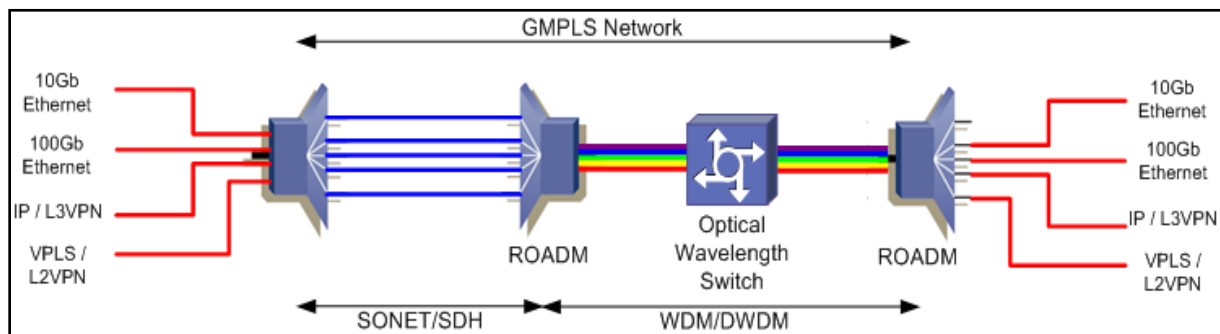 GMPLS Network
10Gb
Ethernet
100Gb
Ethernet
IP / L3VPN
VPLS /
L2VPN
ROADM
Optical
Wavelength
Switch
ROADM
10Gb
Ethernet
100Gb
Ethernet
IP / L3VPN
VPLS /
L2VPN
SONET/SDH
WDM/DWDM